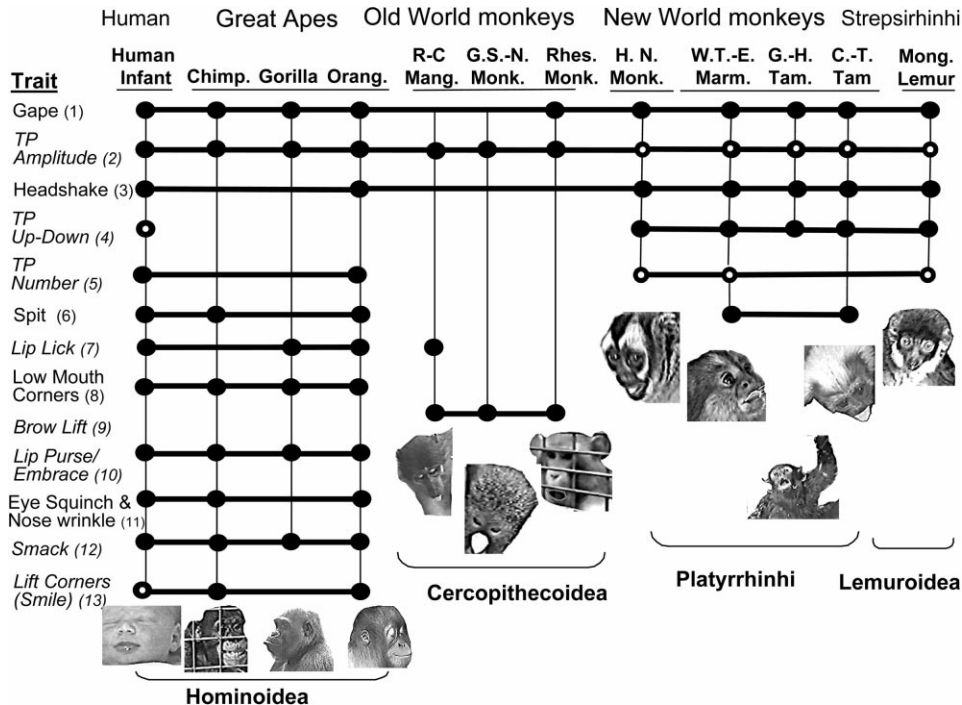 Human Great Apes Old World monkeys New World monkeys Strepsirhinhi
Human R-C G.S.-N. Rhes. H. N. W.T.-E. G.-H. C.-T. Mong.
Trait Infant Chimp. Gorilla Orang. Mang. Monk. Monk. Monk. Marm. Tam. Tam Lemur
Gape (1)
TP
Amplitude (2)
Headshake (3)
TP
Up-Down (4)
TP
Number (5)
Spit (6)
Lip Lick (7)
Low Mouth
Corners (8)
Brow Lift (9)
Lip Purse/
Embrace (10)
Eye Squinch &
Nose wrinkle (11)
Smack (12)
Lift Corners
(Smile) (13)
Cercopithecoidea Platyrrhinhi Lemuroidea
Hominoidea